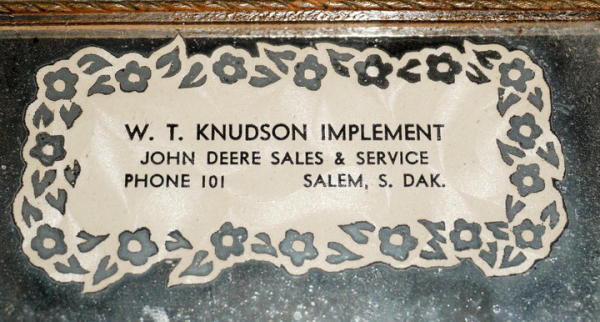 W. T. KNUDSON IMPLEMENT
JOHN DEERE SALES & SERVICE
PHONE 101 SALEM, S. DAK.